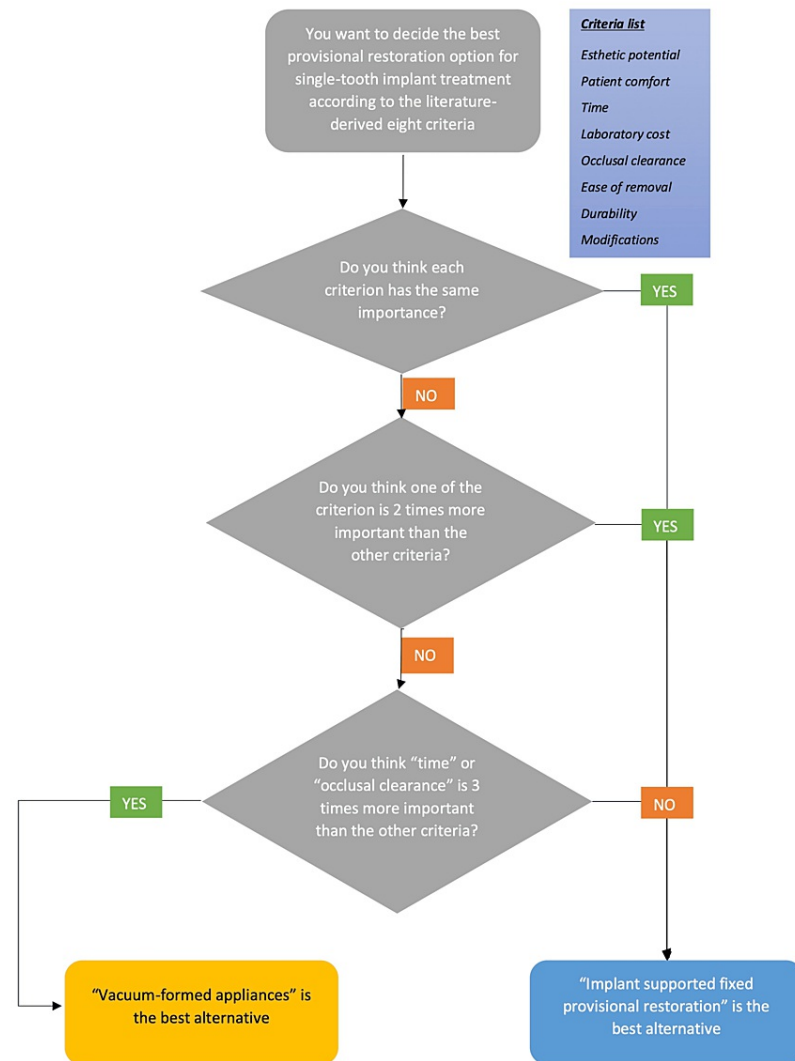 You want to decide the best
provisional restoration option for
single-tooth implant treatment
according to the literature-
derived eight criteria
Criteria list
Esthetic potential
Patient comfort
Time
Laboratory cost
Occlusal clearance
Ease of removal
Durability
Modifications
Do you think each
criterion has the same
importance?
YES
NO
Do you think one of the
criterion is 2 times more
important than the
other criteria?
YES
NO
Do you think “time” or
“occlusal clearance” is 3
times more important
than the other criteria?
YES
NO
“Vacuum-formed appliances” is
the best alternative
“Implant supported fixed
provisional restoration” is the
best alternative